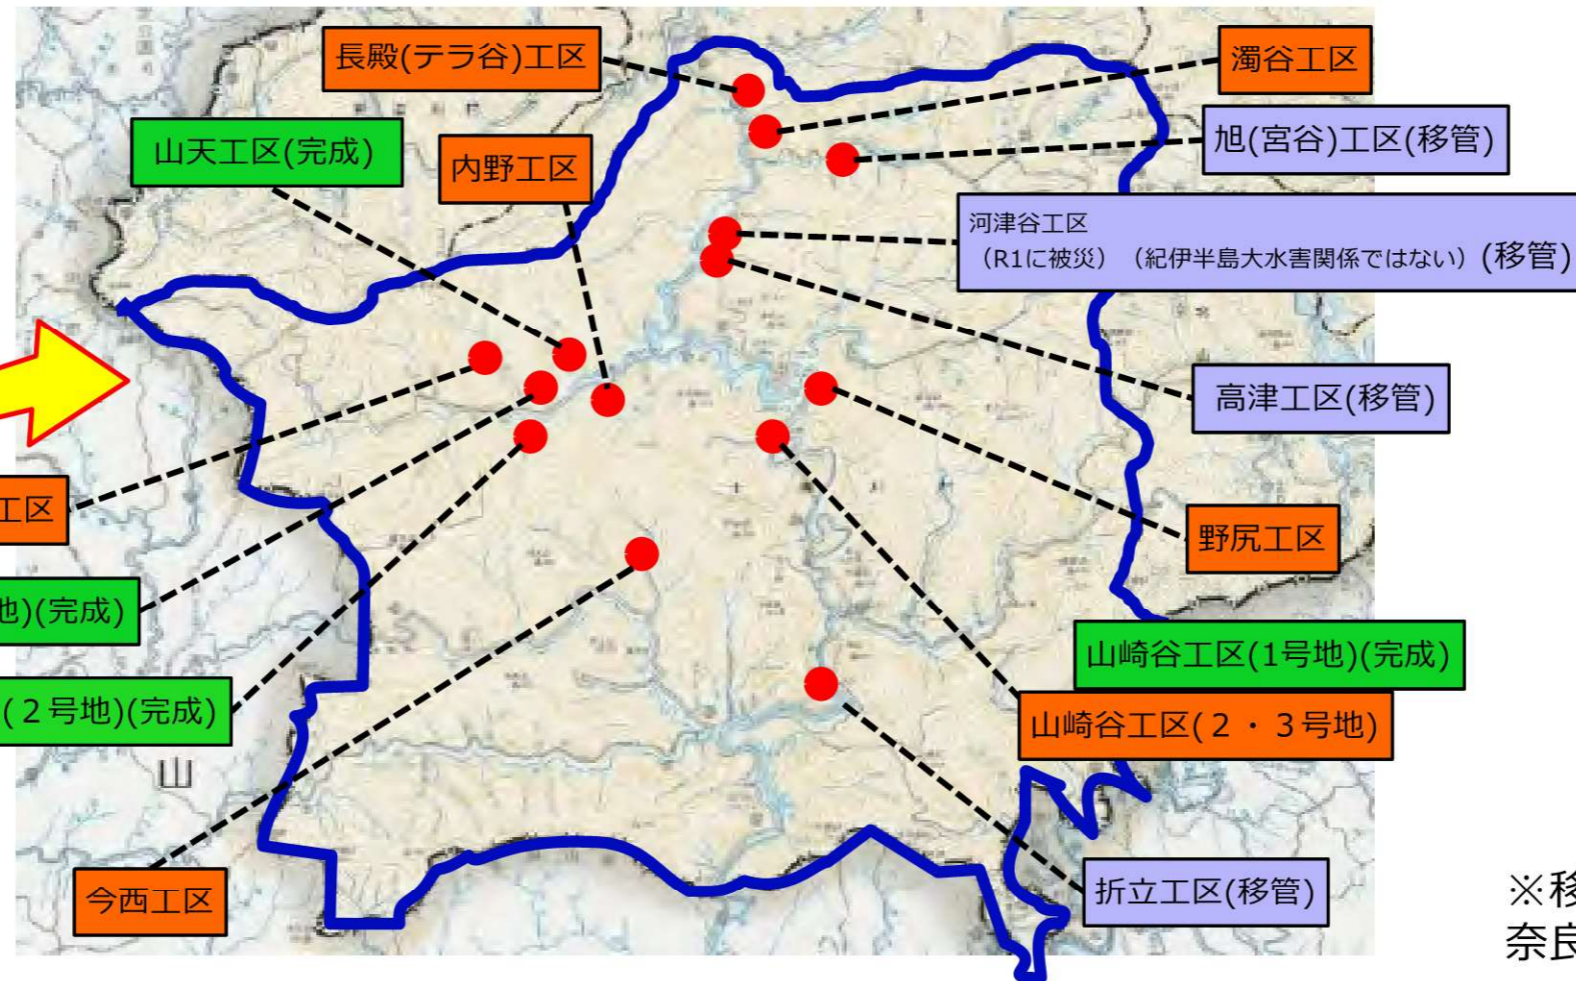 長殿(テラ谷)工区
濁谷工区
山天工区(完成)
内野工区
旭(宮谷)工区(移管)
河津谷工区
（R1に被災）（紀伊半島大水害関係ではない）(移管)
高津工区(移管)
工区
野尻工区
地)(完成)
山崎谷工区(1号地)(完成)
(２号地)(完成)
山崎谷工区(２・３号地)
山
今西工区
折立工区(移管)
※移
奈良